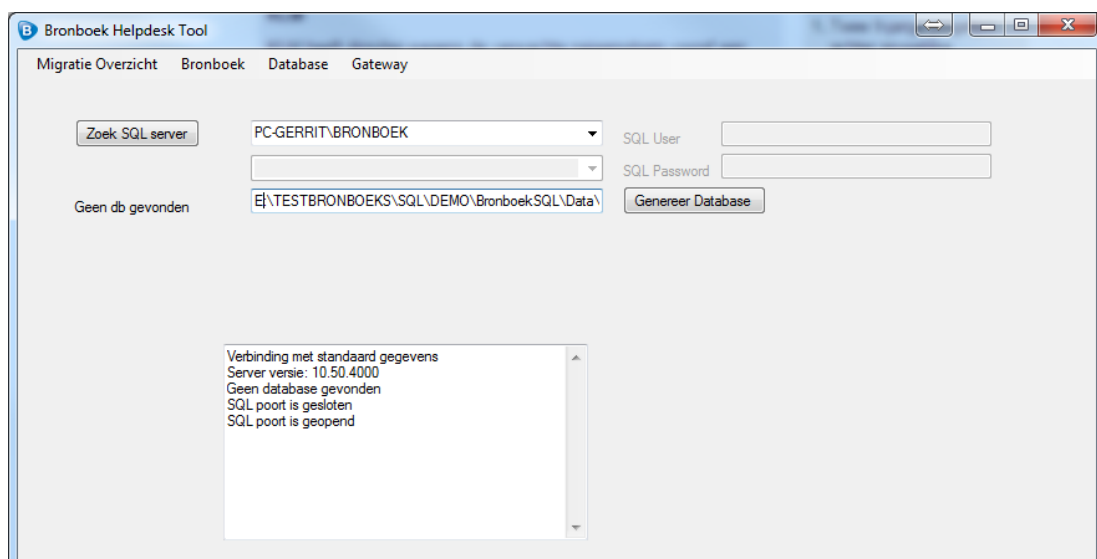 Bronboek Helpdesk Tool
Migratie Overzicht Bronboek Database Gateway
Zoek SQL server PC-GERRIT\BRONBOEK SQL User
SQL Password
Geen db gevonden E:\TESTBRONBOEKS\SQL\DEMO\BronboekSQL\Data\ Genereer Database
Verbinding met standaard gegevens
Server versie: 10.50.4000
Geen database gevonden
SQL poort is gesloten
SQL poort is geopend